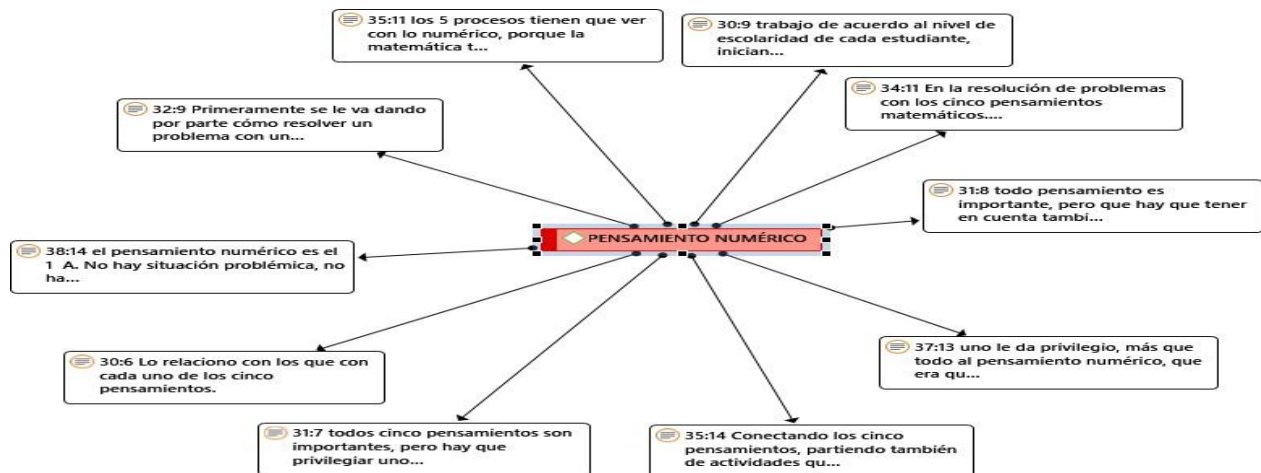 35:11 los 5 procesos tienen que ver
con lo numérico, porque la
matemática t...
30:9 trabajo de acuerdo al nivel de
escolaridad de cada estudiante,
inician...
32:9 Primeramente se le va dando
por parte cómo resolver un
problema con un...
34:11 En la resolución de problemas
con los cinco pensamientos
matemáticos....
31:8 todo pensamiento es
importante, pero que hay que tener
en cuenta tambi...
PENSAMIENTO NUMÉRICO
38:14 el pensamiento numérico es el
1 A. No hay situación problémica, no
ha...
30:6 Lo relaciono con los que con
cada uno de los cinco
pensamientos.
37:13 uno le da privilegio, más que
todo al pensamiento numérico, que
era qu...
31:7 todos cinco pensamientos son
importantes, pero hay que
privilegiar uno...
35:14 Conectando los cinco
pensamientos, partiendo también
de actividades qu...